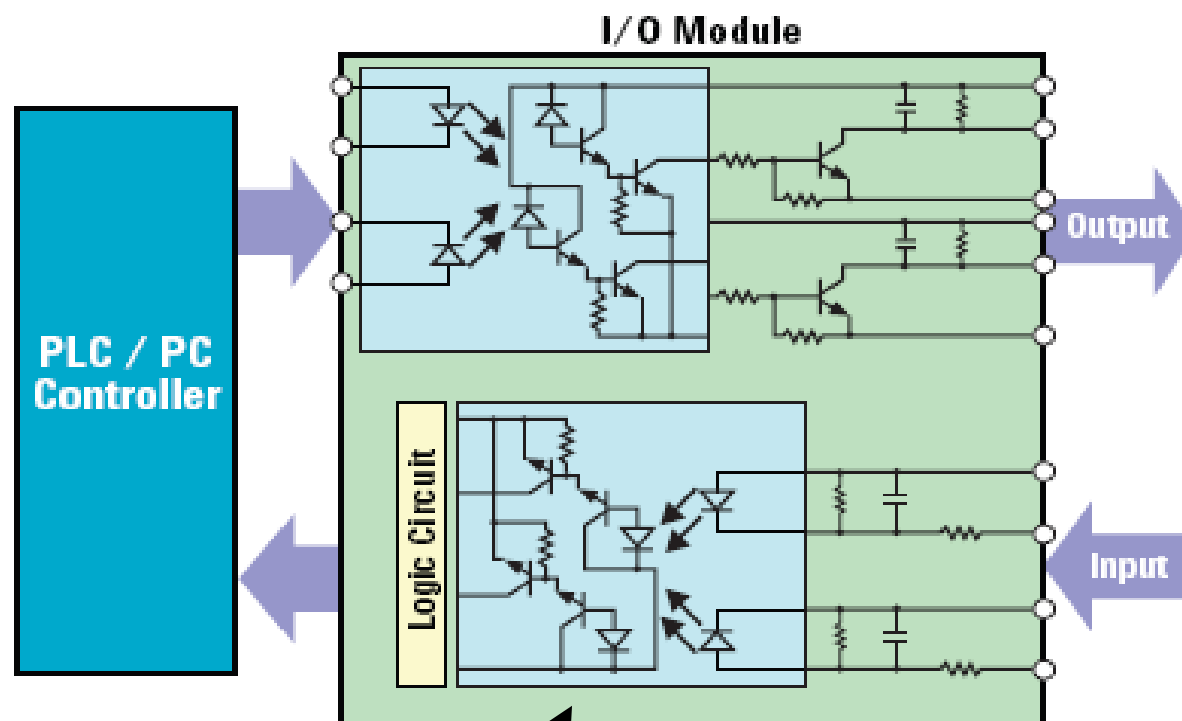 I/O Module
PLC / PC
Controller
Output
Logic Circuit
Input